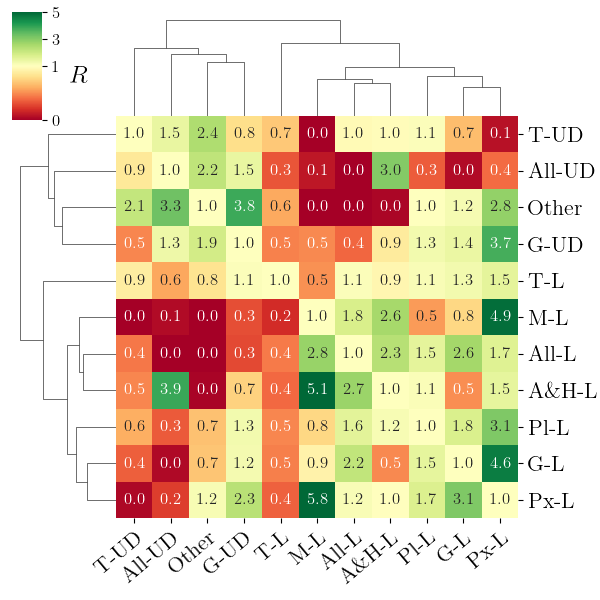 5
3
1
0
R
1.0 1.5 2.4 0.8 0.7 0.0 1.0 1.0 1.1 0.7 0.1 T-UD
0.9 1.0 2.2 1.5 0.3 0.1 0.0 3.0 0.3 0.0 0.4 All-UD
2.1 3.3 1.0 3.8 0.6 0.0 0.0 0.0 1.0 1.2 2.8 Other
0.5 1.3 1.9 1.0 0.5 0.5 0.4 0.9 1.3 1.4 3.7 G-UD
0.9 0.6 0.8 1.1 1.0 0.5 1.1 0.9 1.1 1.3 1.5 T-L
0.0 0.1 0.0 0.3 0.2 1.0 1.8 2.6 0.5 0.8 4.9 M-L
0.4 0.0 0.0 0.3 0.4 2.8 1.0 2.3 1.5 2.6 1.7 All-L
0.5 3.9 0.0 0.7 0.4 5.1 2.7 1.0 1.1 0.5 1.5 A&H-L
0.6 0.3 0.7 1.3 0.5 0.8 1.6 1.2 1.0 1.8 3.1 Pl-L
0.4 0.0 0.7 1.2 0.5 0.9 2.2 0.5 1.5 1.0 4.6 G-L
0.0 0.2 1.2 2.3 0.4 5.8 1.2 1.0 1.7 3.1 1.0 Px-L
T-UD All-UD Other G-UD T-L M-L All-L A&H-L Pl-L G-L Px-L